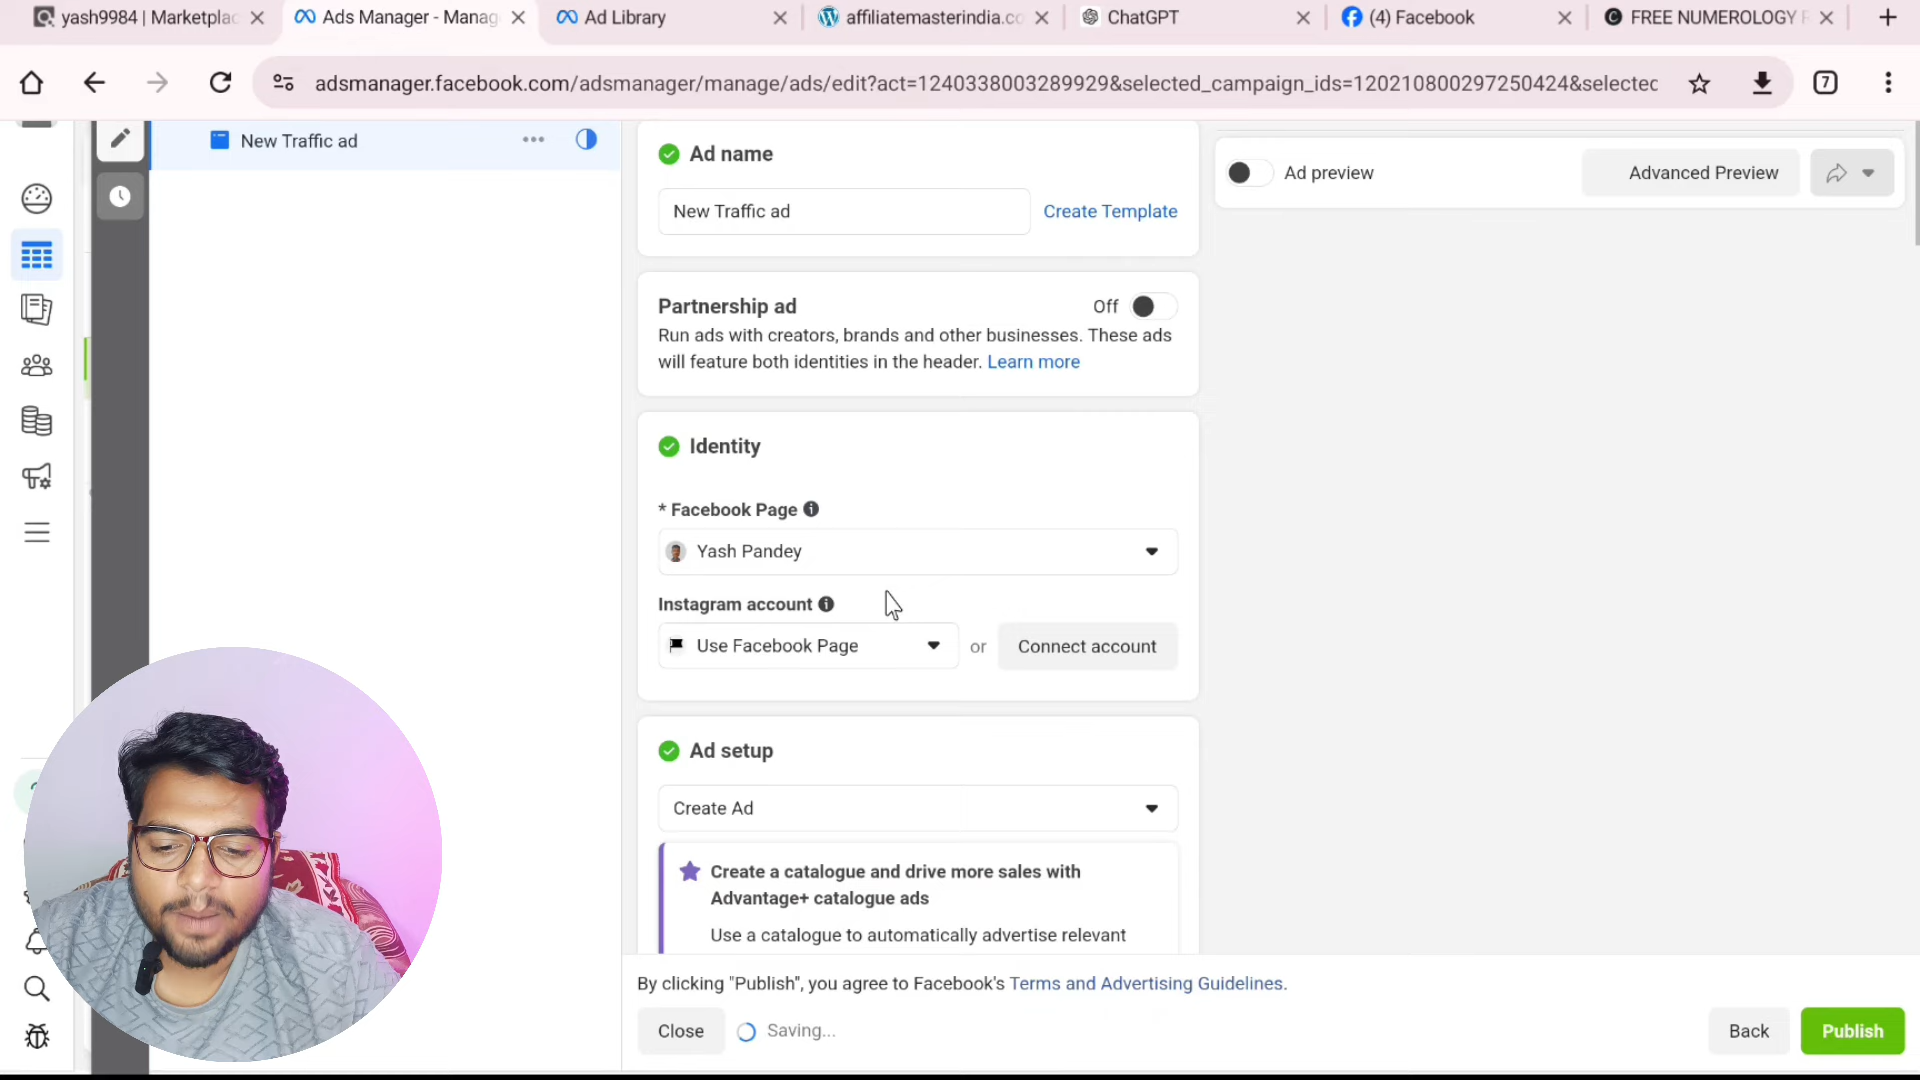 yash9984 | Marketplac
Ads Manager - Manag
Ad Library
affiliatemasterindia.co
ChatGPT
(4) Facebook
FREE NUMEROLOGY R
adsmanager.facebook.com/adsmanager/manage/ads/edit?act=1240338003289929&selected_campaign_ids=120210800297250424&selected
7
New Traffic ad
Ad name
New Traffic ad
Create Template
Partnership ad
Off
Run ads with creators, brands and other businesses. These ads
will feature both identities in the header. Learn more
Identity
* Facebook Page
Yash Pandey
Instagram account
Use Facebook Page
or
Connect account
Ad setup
Create Ad
Create a catalogue and drive more sales with
Advantage+ catalogue ads
Use a catalogue to automatically advertise relevant
Ad preview
Advanced Preview
By clicking "Publish", you agree to Facebook's Terms and Advertising Guidelines.
Close
Saving...
Back
Publish